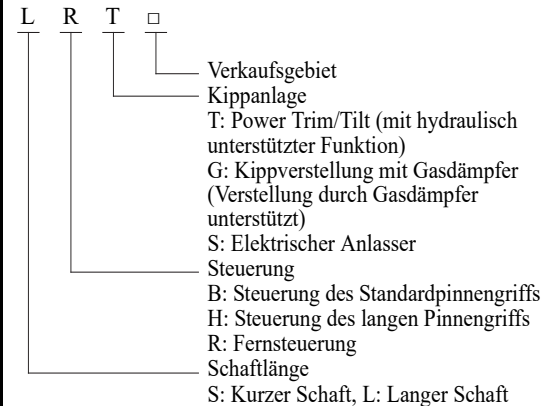 L R T □
Verkaufsgebiet
Kippanlage
T: Power Trim/Tilt (mit hydraulisch
unterstützter Funktion)
G: Kippverstellung mit Gasdämpfer
(Verstellung durch Gasdämpfer
unterstützt)
S: Elektrischer Anlasser
Steuerung
B: Steuerung des Standardpinnengriffs
H: Steuerung des langen Pinnengriffs
R: Fernsteuerung
Schaftlänge
S: Kurzer Schaft, L: Langer Schaft